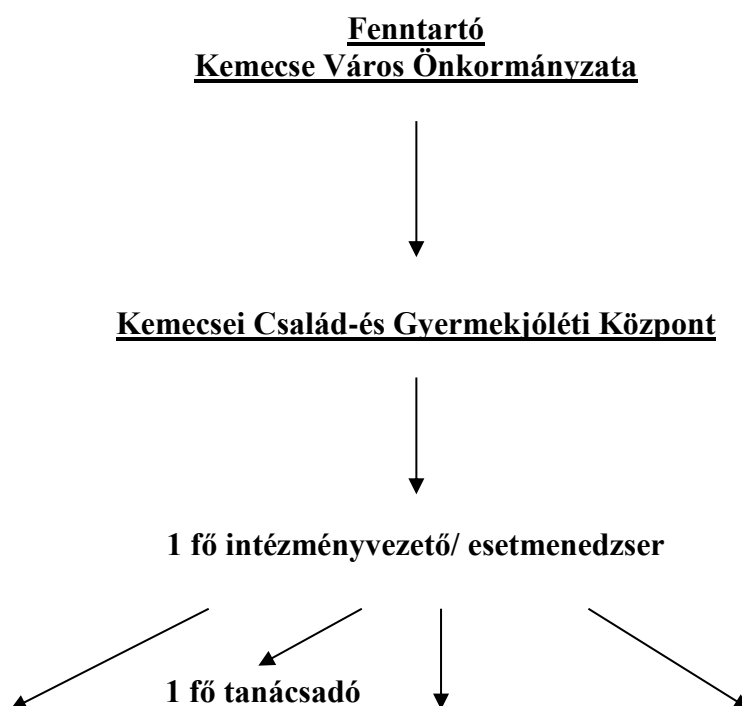 Fenntartó
Kemecse Város Önkormányzata
Kemecsei Család-és Gyermekjóléti Központ
1 fő intézményvezető/ esetmenedzser
1 fő tanácsadó